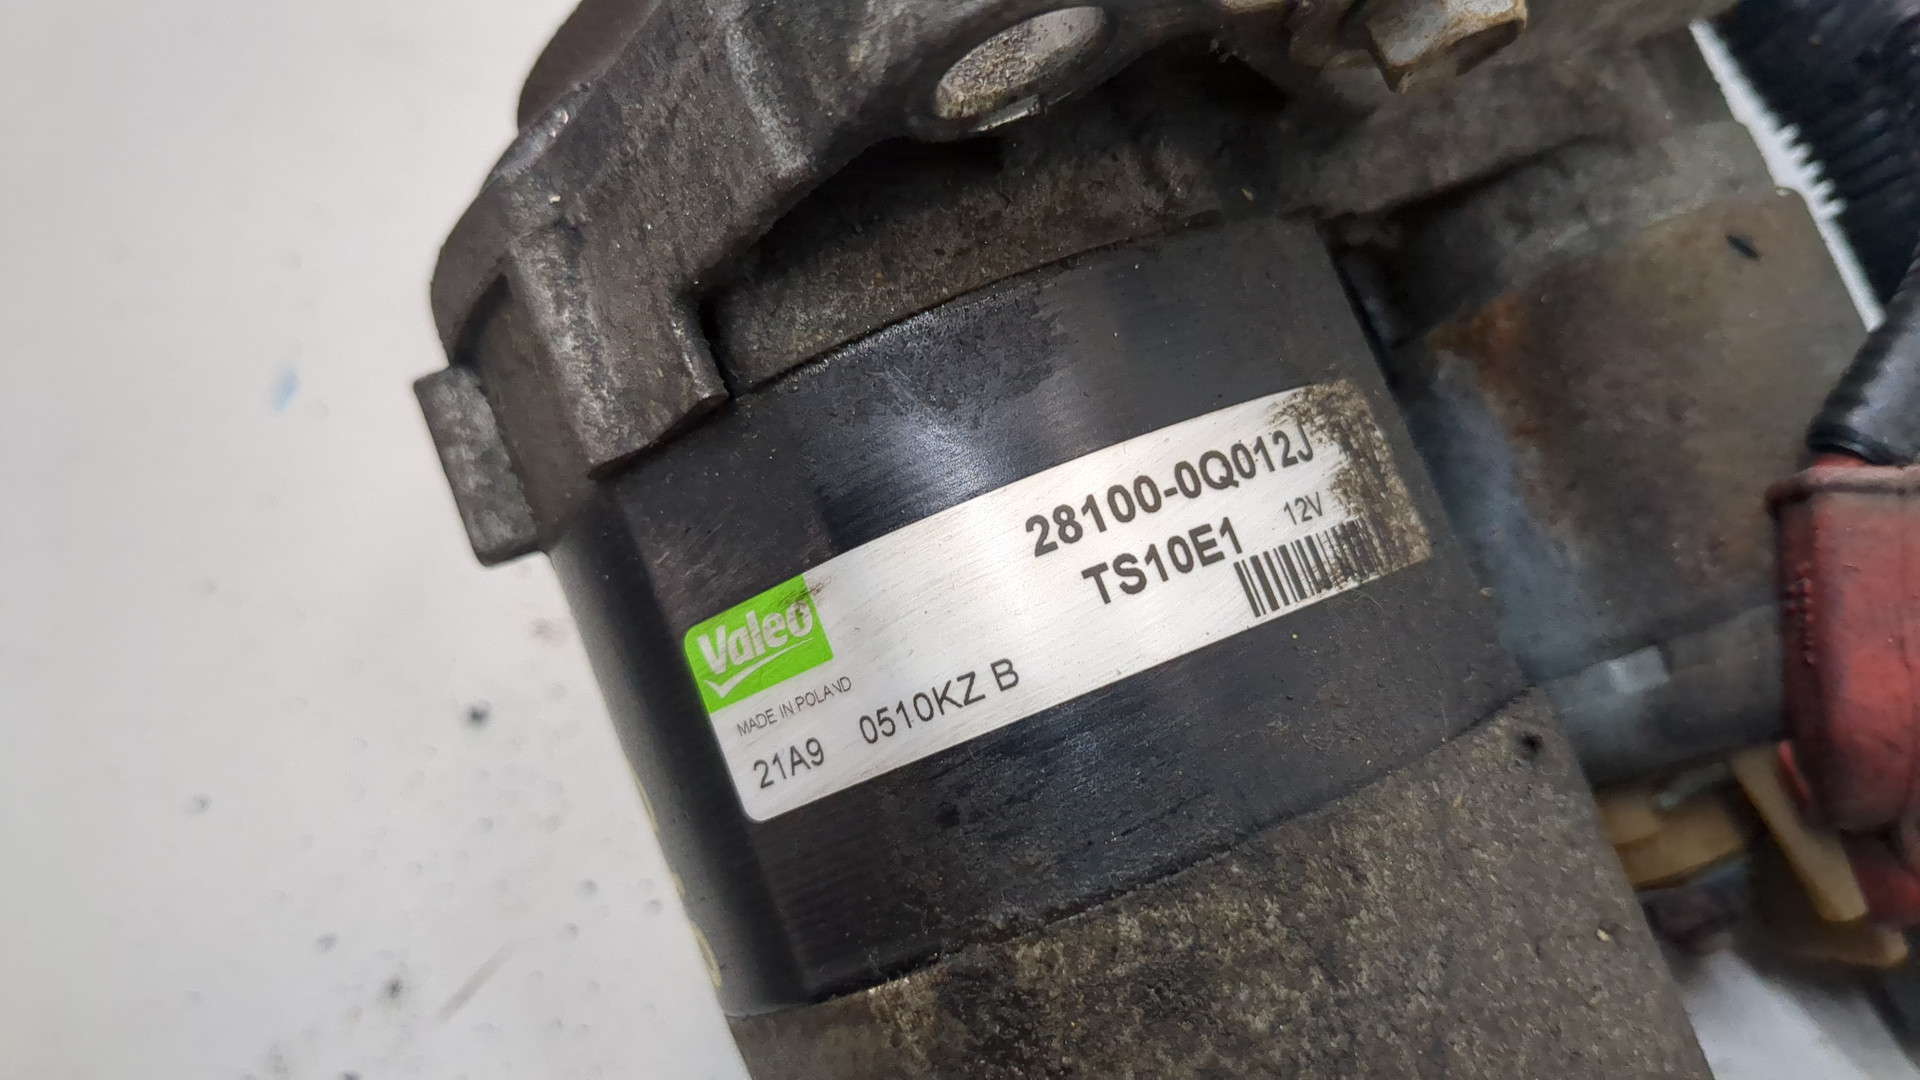 28100-0Q012J
TS10E1 12V
Valeo
MADE IN POLAND
21A9 0510KZ B